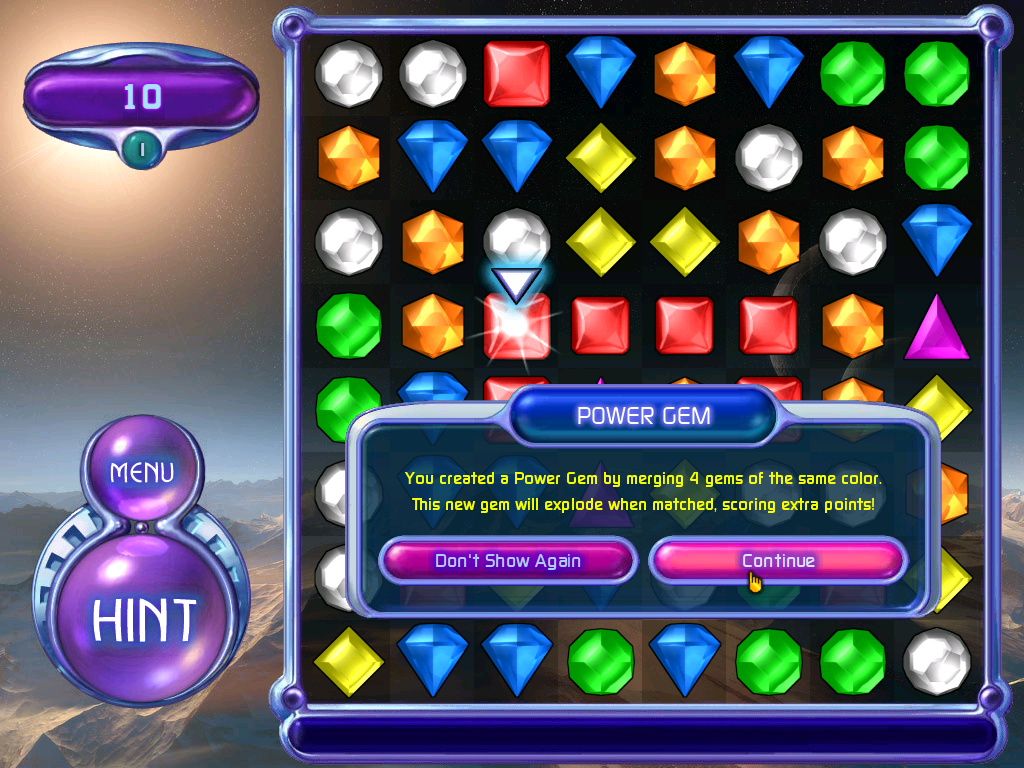 10
I
POWER GEM
You created a Power Gem by merging 4 gems of the same color.
This new gem will explode when matched, scoring extra points!
Don't Show Again
Continue
MENU
HINT